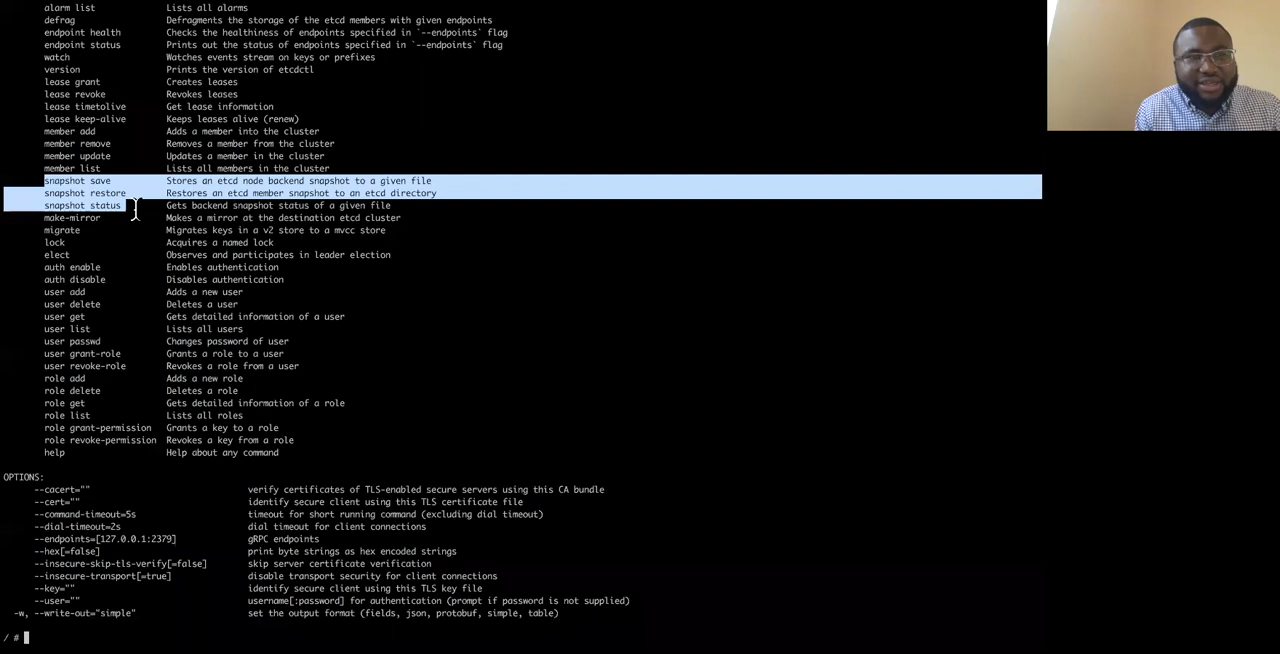 alarm list Lists all alarms
defrag Defragments the storage of the etcd members with given endpoints
endpoint health Checks the healthiness of endpoints specified in `--endpoints` flag
endpoint status Prints out the status of endpoints specified in `--endpoints` flag
watch Watches events stream on keys or prefixes
version Prints the version of etcdctl
lease grant Creates leases
lease revoke Revokes leases
lease timetolive Get lease information
lease keep-alive Keeps leases alive (renew)
member add Adds a member into the cluster
member remove Removes a member from the cluster
member update Updates a member in the cluster
member list Lists all members in the cluster
snapshot save Stores an etcd node backend snapshot to a given file
snapshot restore Restores an etcd member snapshot to an etcd directory
snapshot status Gets backend snapshot status of a given file
make-mirror Makes a mirror at the destination etcd cluster
migrate Migrates keys in a v2 store to a mvcc store
lock Acquires a named lock
elect Observes and participates in leader election
auth enable Enables authentication
auth disable Disables authentication
user add Adds a new user
user delete Deletes a user
user get Gets detailed information of a user
user list Lists all users
user passwd Changes password of user
user grant-role Grants a role to a user
user revoke-role Revokes a role from a user
role add Adds a new role
role delete Deletes a role
role get Gets detailed information of a role
role list Lists all roles
role grant-permission Grants a key to a role
role revoke-permission Revokes a key from a role
help Help about any command
OPTIONS:
--cacert="" verify certificates of TLS-enabled secure servers using this CA bundle
--cert="" identify secure client using this TLS certificate file
--command-timeout=5s timeout for short running command (excluding dial timeout)
--dial-timeout=2s dial timeout for client connections
--endpoints=[127.0.0.1:2379] gRPC endpoints
--hex[=false] print byte strings as hex encoded strings
--insecure-skip-tls-verify[=false] skip server certificate verification
--insecure-transport[=true] disable transport security for client connections
--key="" identify secure client using this TLS key file
--user="" username[:password] for authentication (prompt if password is not supplied)
-w, --write-out="simple" set the output format (fields, json, protobuf, simple, table)
/ #